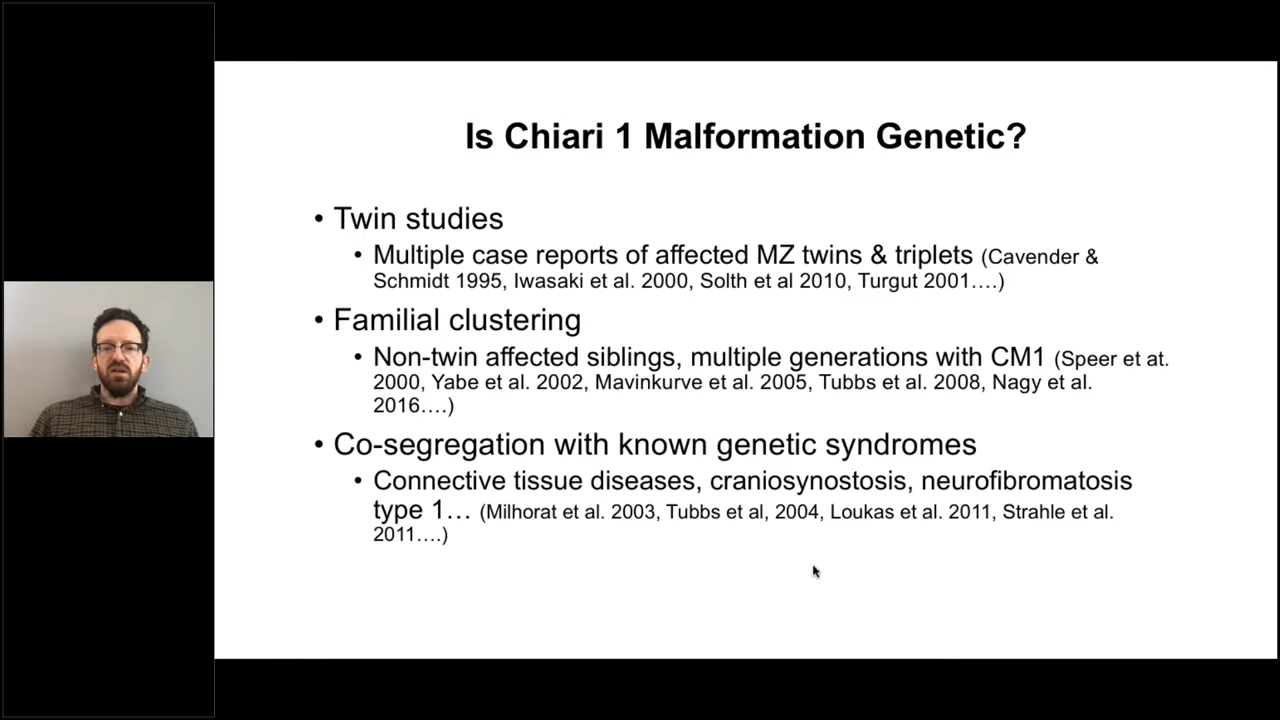 Is Chiari 1 Malformation Genetic?
• Twin studies
• Multiple case reports of affected MZ twins & triplets (Cavender &
Schmidt 1995, Iwasaki et al. 2000, Solth et al 2010, Turgut 2001….)
• Familial clustering
• Non-twin affected siblings, multiple generations with CM1 (Speer et at.
2000, Yabe et al. 2002, Mavinkurve et al. 2005, Tubbs et al. 2008, Nagy et al.
2016….)
• Co-segregation with known genetic syndromes
• Connective tissue diseases, craniosynostosis, neurofibromatosis
type 1… (Milhorat et al. 2003, Tubbs et al, 2004, Loukas et al. 2011, Strahle et al.
2011….)